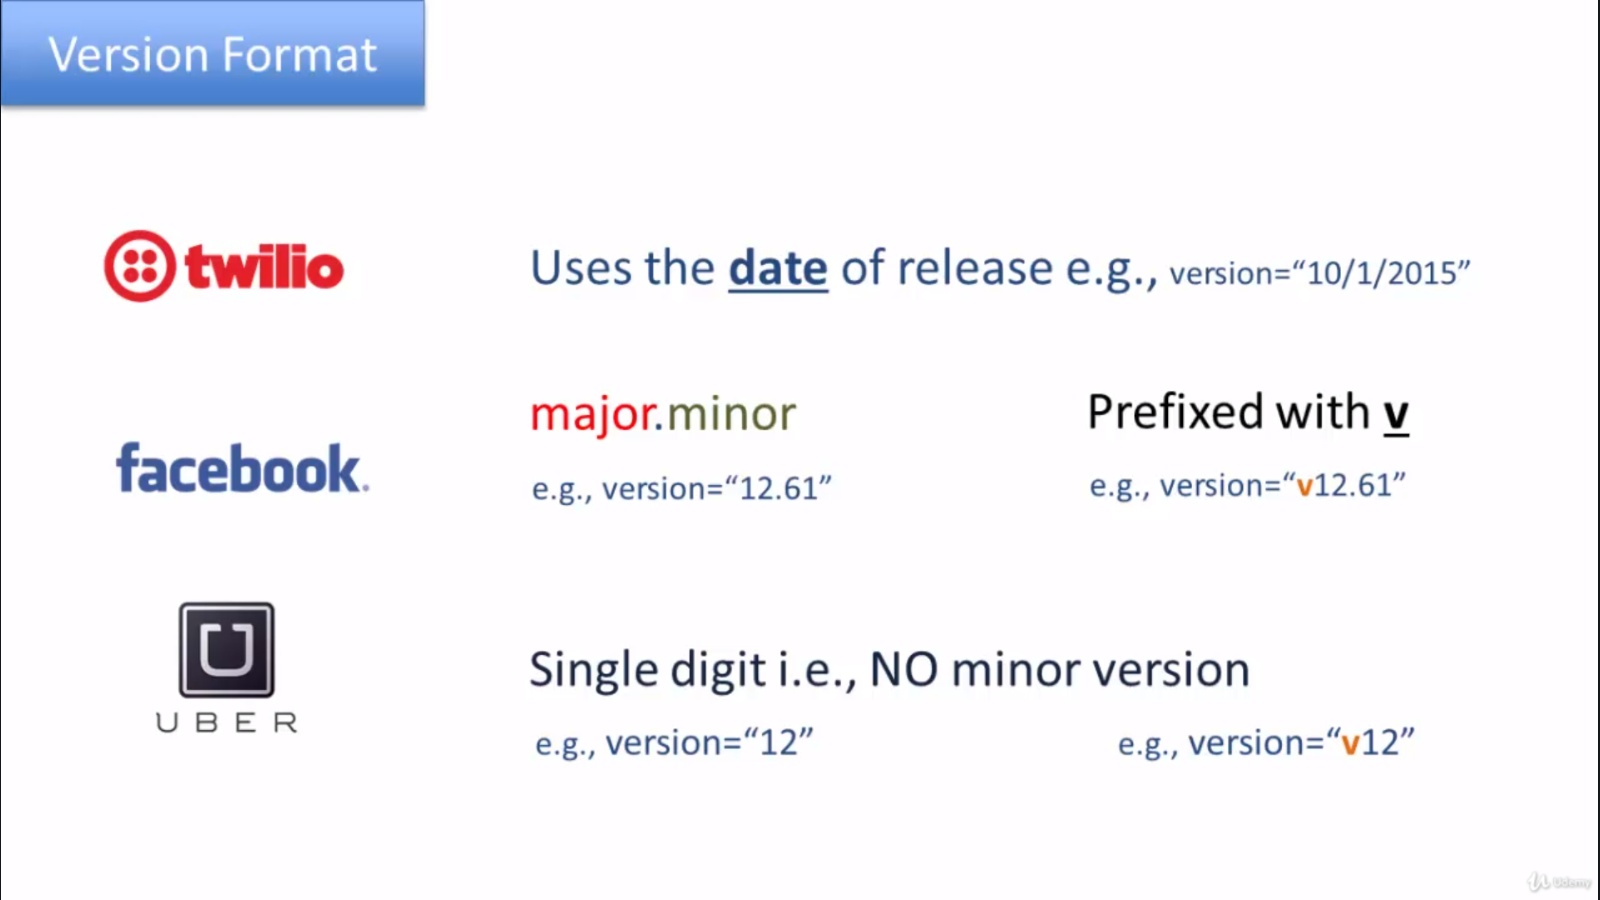 Version Format
twilio
Uses the date of release e.g., version=“10/1/2015”
major.minor
Prefixed with v
facebook.
e.g., version=“12.61”
e.g., version=“v12.61”
U
UBER
Single digit i.e., NO minor version
e.g., version=“12”
e.g., version=“v12”
Udemy